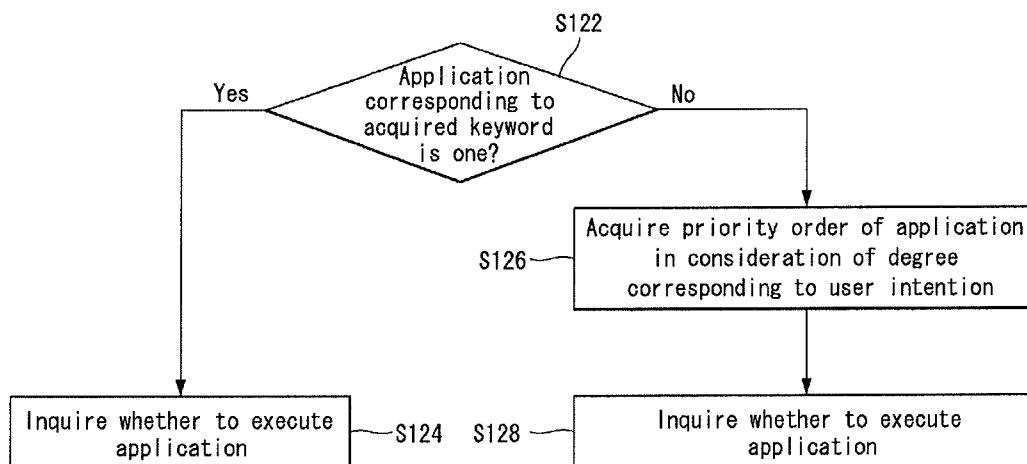 S122
Application
corresponding to
acquired keyword
is one?
Yes
No
Acquire priority order of application
in consideration of degree
corresponding to user intention
S126
Inquire whether to execute
application
S124
S128
Inquire whether to execute
application